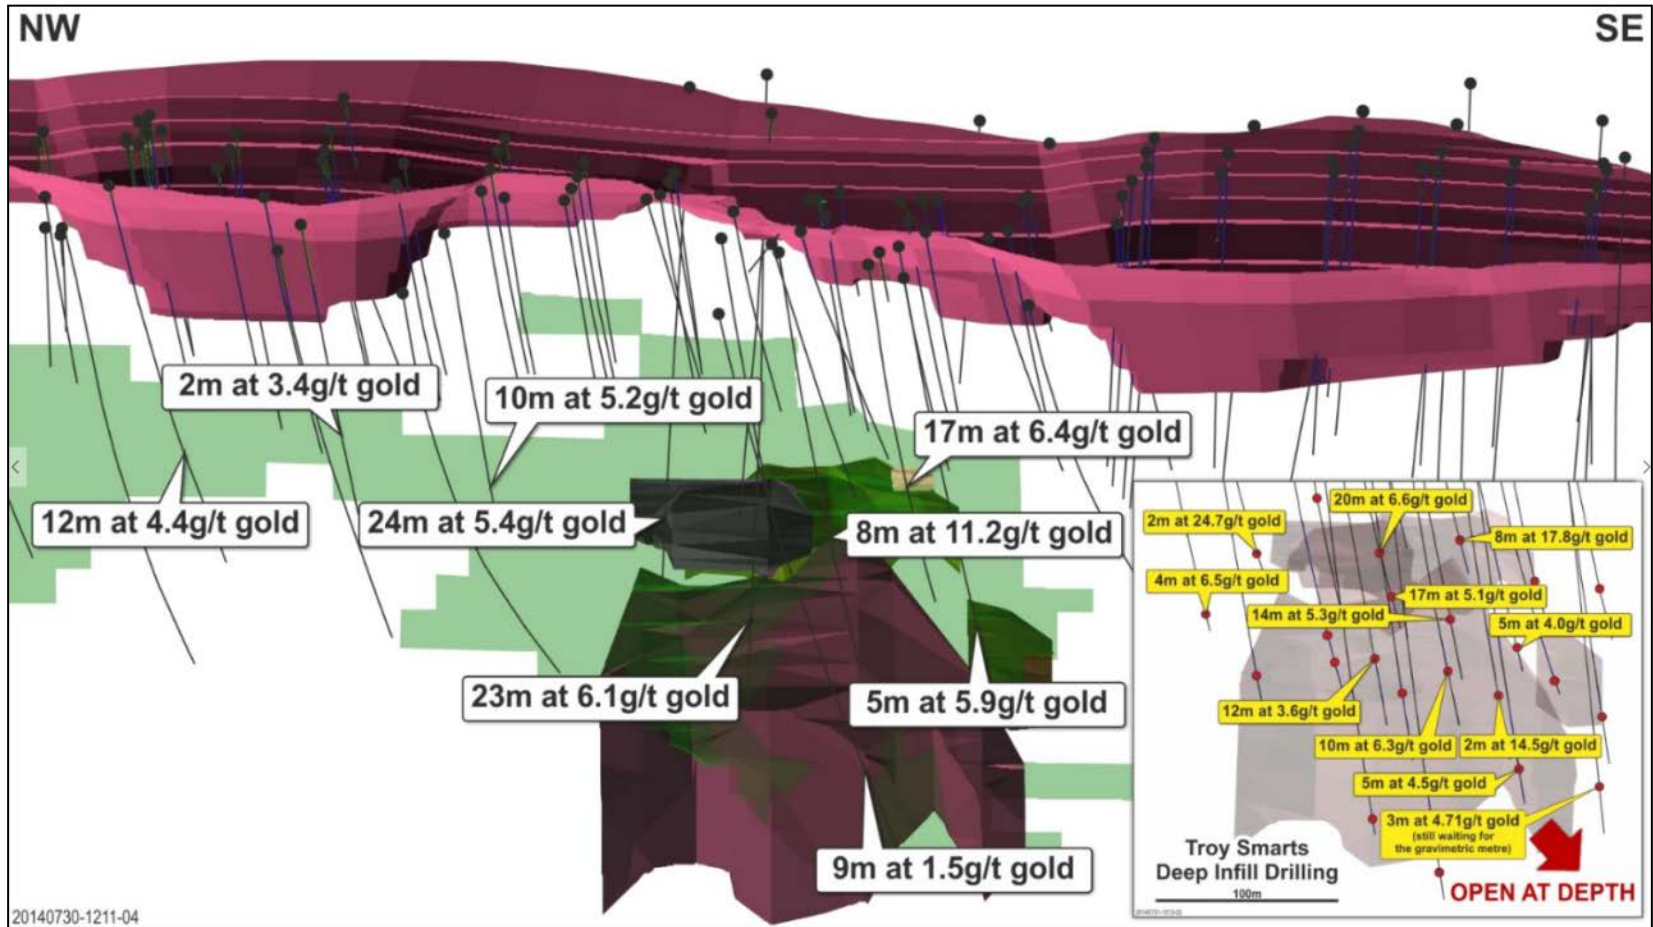 NW
SE
2m at 3.4g/t gold
10m at 5.2g/t gold
17m at 6.4g/t gold
12m at 4.4g/t gold
24m at 5.4g/t gold
8m at 11.2g/t gold
23m at 6.1g/t gold
5m at 5.9g/t gold
9m at 1.5g/t gold
20140730-1211-04
20m at 6.6g/t gold
2m at 24.7g/t gold
8m at 17.8g/t gold
4m at 6.5g/t gold
17m at 5.1g/t gold
14m at 5.3g/t gold
5m at 4.0g/t gold
12m at 3.6g/t gold
10m at 6.3g/t gold
2m at 14.5g/t gold
5m at 4.5g/t gold
3m at 4.71g/t gold
(still waiting for
the gravimetric metre)
Troy Smarts
Deep Infill Drilling
100m
OPEN AT DEPTH